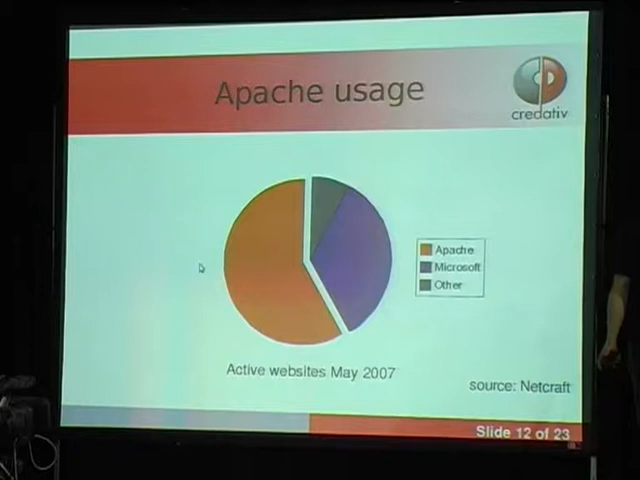 Apache usage
credativ
Apache
Microsoft
Other
Active websites May 2007
source: Netcraft
Slide 12 of 23